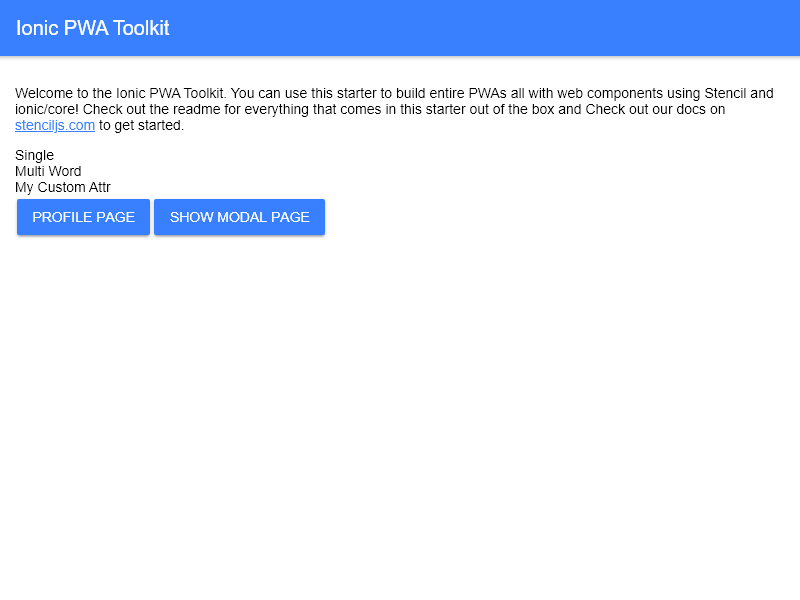 Ionic PWA Toolkit
Welcome to the Ionic PWA Toolkit. You can use this starter to build entire PWAs all with web components using Stencil and
ionic/core! Check out the readme for everything that comes in this starter out of the box and Check out our docs on
stenciljs.com to get started.
Single
Multi Word
My Custom Attr
PROFILE PAGE SHOW MODAL PAGE